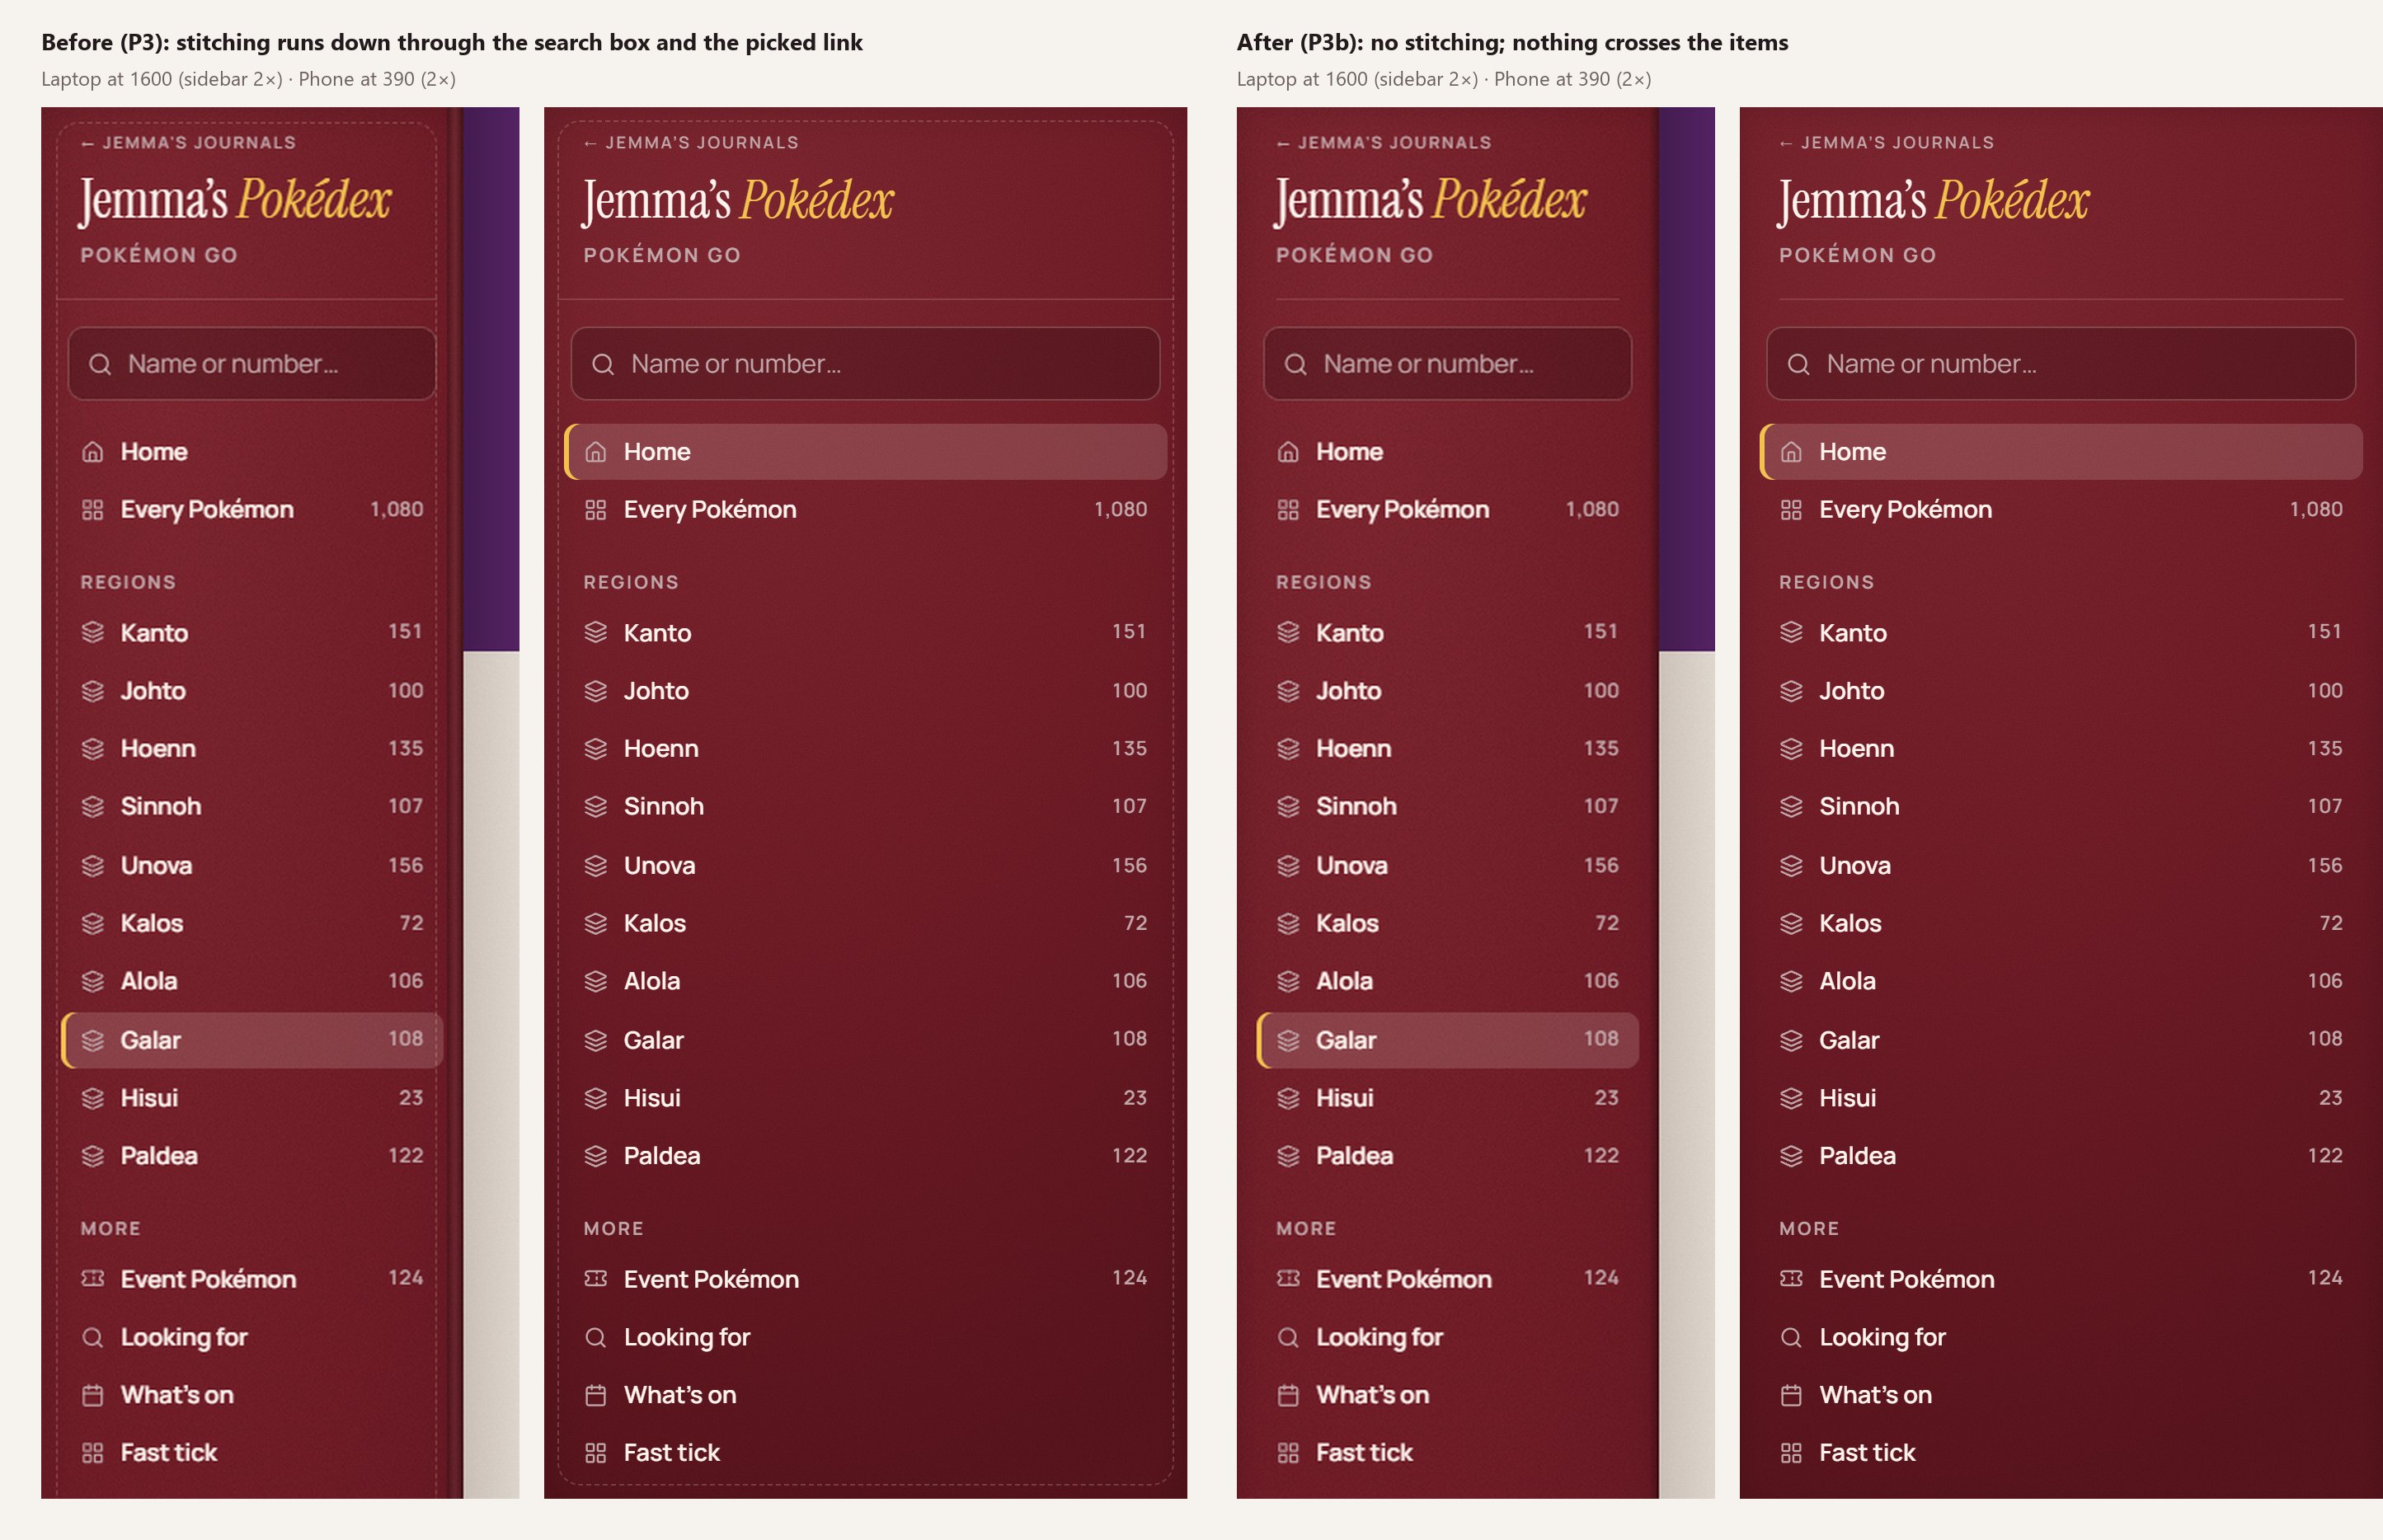 Before (P3): stitching runs down through the search box and the picked link
Laptop at 1600 (sidebar 2×) · Phone at 390 (2×)
← JEMMA'S JOURNALS
Jemma's Pokédex
POKÉMON GO
Name or number...
Home
Every Pokémon 1,080
REGIONS
Kanto 151
Johto 100
Hoenn 135
Sinnoh 107
Unova 156
Kalos 72
Alola 106
Galar 108
Hisui 23
Paldea 122
MORE
Event Pokémon 124
Looking for
What's on
Fast tick
← JEMMA'S JOURNALS
Jemma's Pokédex
POKÉMON GO
Name or number...
Home
Every Pokémon 1,080
REGIONS
Kanto 151
Johto 100
Hoenn 135
Sinnoh 107
Unova 156
Kalos 72
Alola 106
Galar 108
Hisui 23
Paldea 122
MORE
Event Pokémon 124
Looking for
What's on
Fast tick
After (P3b): no stitching; nothing crosses the items
Laptop at 1600 (sidebar 2×) · Phone at 390 (2×)
← JEMMA'S JOURNALS
Jemma's Pokédex
POKÉMON GO
Name or number...
Home
Every Pokémon 1,080
REGIONS
Kanto 151
Johto 100
Hoenn 135
Sinnoh 107
Unova 156
Kalos 72
Alola 106
Galar 108
Hisui 23
Paldea 122
MORE
Event Pokémon 124
Looking for
What's on
Fast tick
← JEMMA'S JOURNALS
Jemma's Pokédex
POKÉMON GO
Name or number...
Home
Every Pokémon 1,080
REGIONS
Kanto 151
Johto 100
Hoenn 135
Sinnoh 107
Unova 156
Kalos 72
Alola 106
Galar 108
Hisui 23
Paldea 122
MORE
Event Pokémon 124
Looking for
What's on
Fast tick